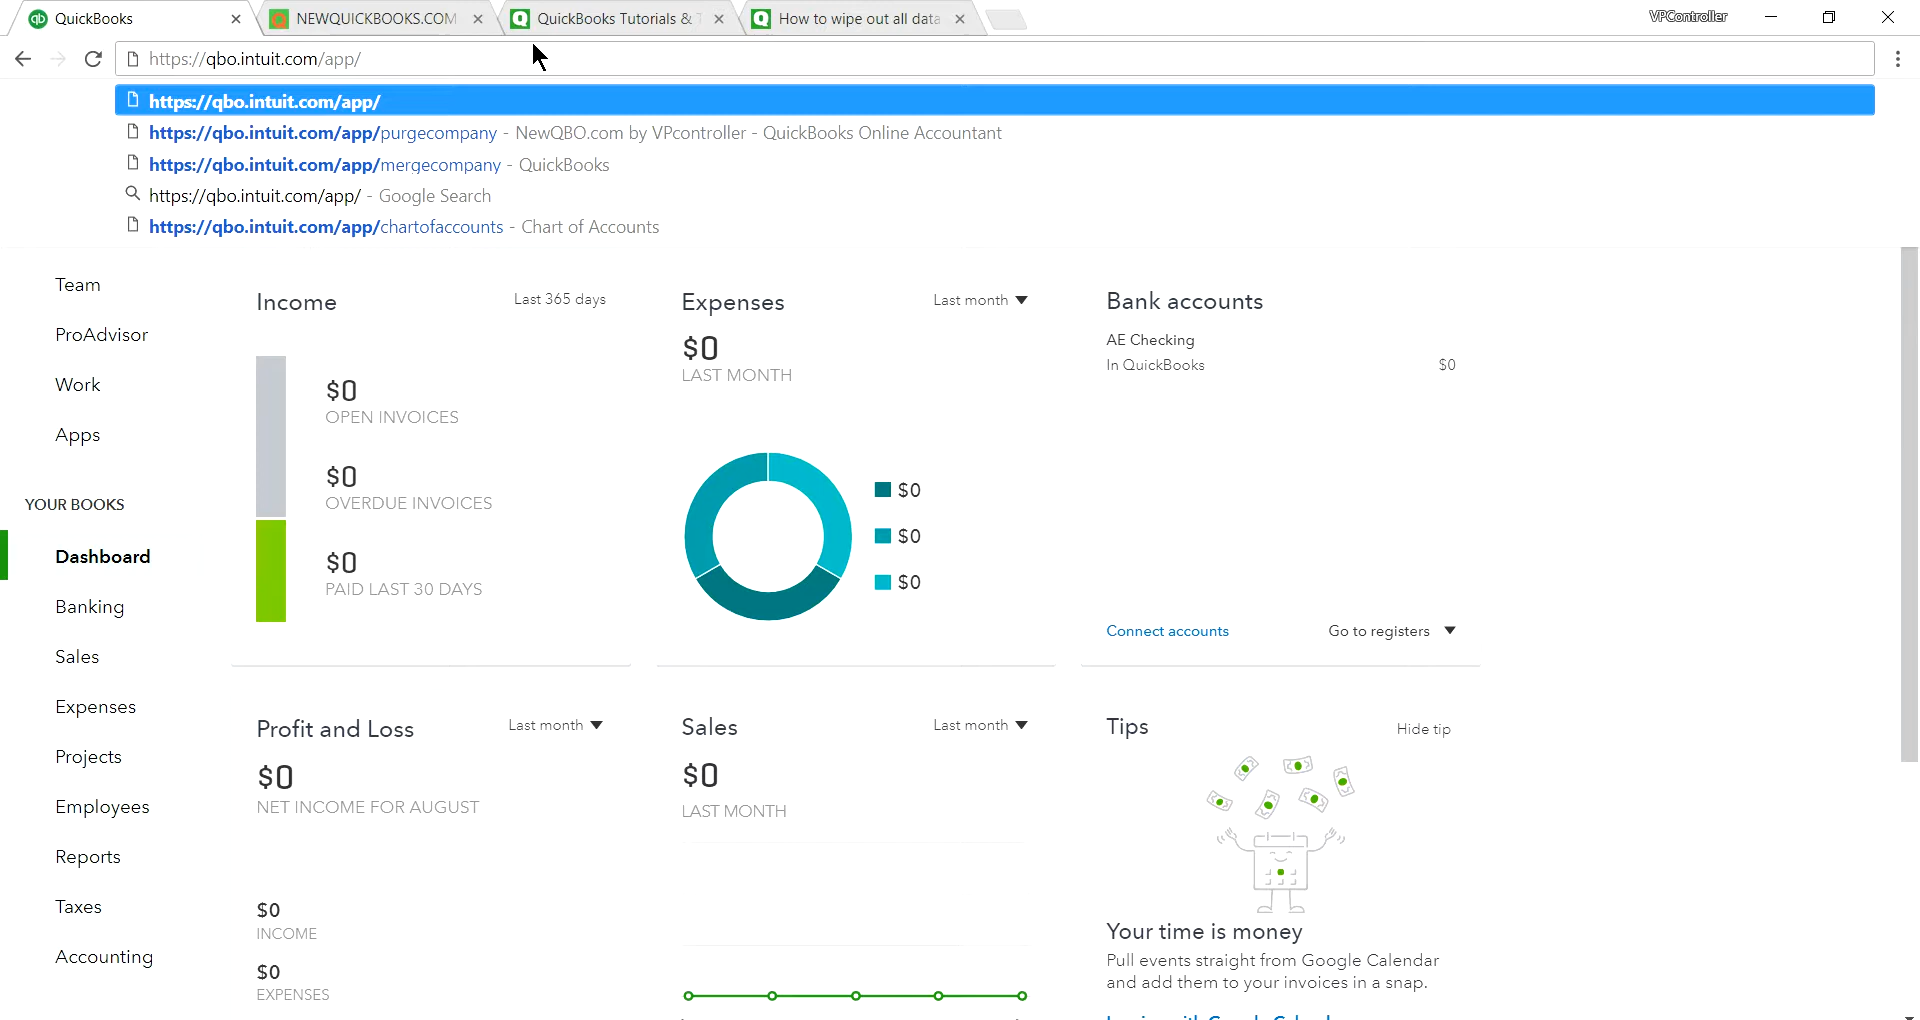 QuickBooks
NEWQUICKBOOKS.COM
QuickBooks Tutorials &
How to wipe out all data
VPController
https://qbo.intuit.com/app/
https://qbo.intuit.com/app/
https://qbo.intuit.com/app/purgecompany - NewQBO.com by VPcontroller - QuickBooks Online Accountant
https://qbo.intuit.com/app/mergecompany - QuickBooks
https://qbo.intuit.com/app/ - Google Search
https://qbo.intuit.com/app/chartofaccounts - Chart of Accounts
Team
ProAdvisor
Work
Apps
YOUR BOOKS
Dashboard
Banking
Sales
Expenses
Projects
Employees
Reports
Taxes
Accounting
Income
Last 365 days
$0
OPEN INVOICES
$0
OVERDUE INVOICES
$0
PAID LAST 30 DAYS
Expenses
Last month
$0
LAST MONTH
$0
$0
$0
Bank accounts
AE Checking
In QuickBooks $0
Connect accounts
Go to registers
Profit and Loss
Last month
$0
NET INCOME FOR AUGUST
$0
INCOME
$0
EXPENSES
Sales
Last month
$0
LAST MONTH
Tips
Hide tip
Your time is money
Pull events straight from Google Calendar
and add them to your invoices in a snap.